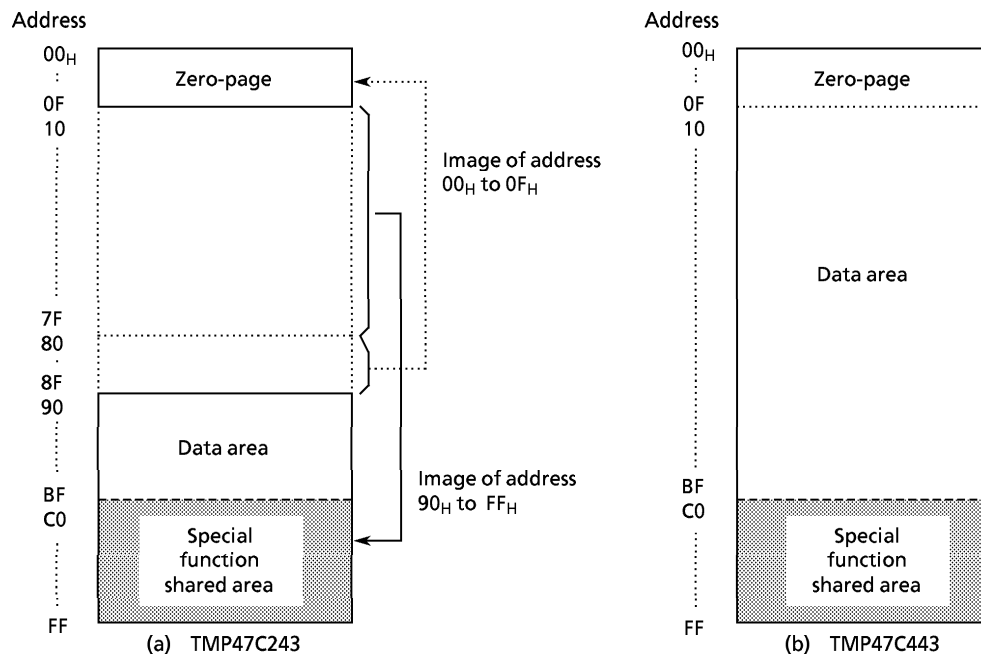 Address
00H
0F
10
7F
80
8F
90
BF
C0
FF
Zero-page
Image of address
00H to 0FH
Data area
Image of address
90H to FFH
Special
function
shared area
(a) TMP47C243
Address
00H
0F
10
BF
C0
FF
Zero-page
Data area
Special
function
shared area
(b) TMP47C443